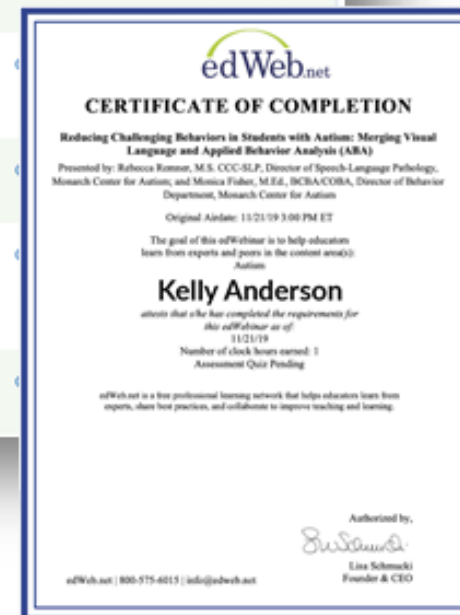 edWeb.net
CERTIFICATE OF COMPLETION
Reducing Challenging Behaviors in Students with Autism: Merging Visual
Language and Applied Behavior Analysis (ABA)
Presented by: Rebecca Romner, M.S. CCC-SLP, Director of Speech-Language Pathology,
Monarch Center for Autism; and Monica Fisher, M.Ed., BCBA/COBA, Director of Behavior
Department, Monarch Center for Autism
Original Airdate: 11/21/19 3:00 PM ET
The goal of this edWebinar is to help educators
learn from experts and peers in the content area(s):
Autism
Kelly Anderson
attests that s/he has completed the requirements for
this edWebinar as of:
11/21/19
Number of clock hours earned: 1
Assessment Quiz Pending
edWeb.net is a free professional learning network that helps educators learn from
experts, share best practices, and collaborate to improve teaching and learning.
Authorized by,
Lisa Schmucki
Founder & CEO
edWeb.net | 800-575-6015 | info@edweb.net